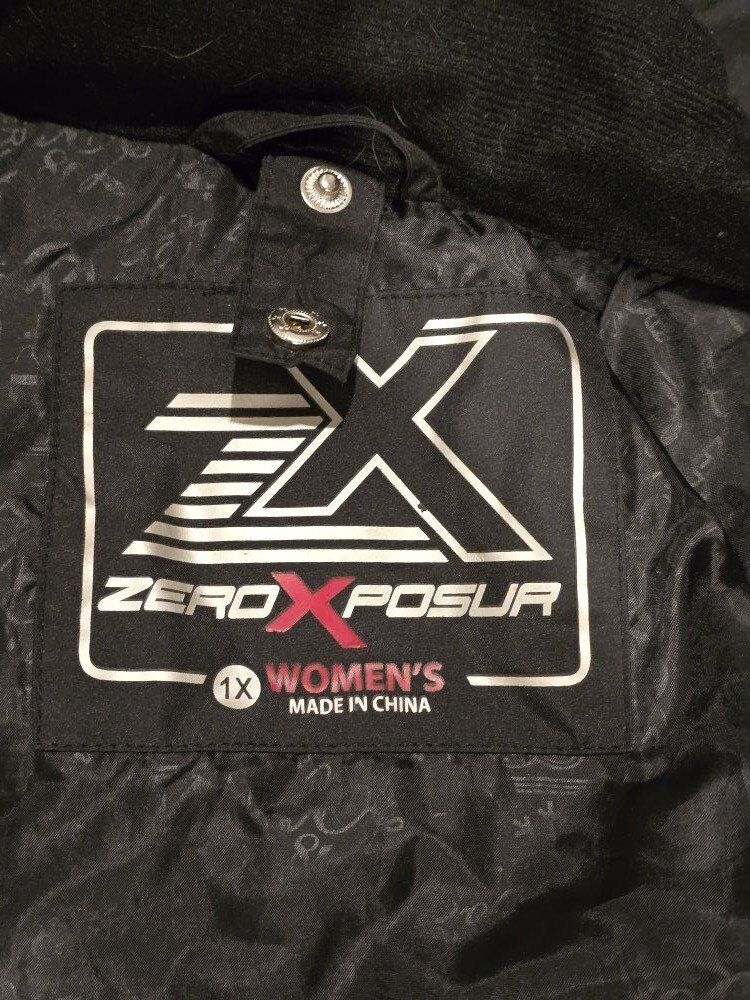 ZX
ZEROXPOSUR
1X WOMEN'S
MADE IN CHINA